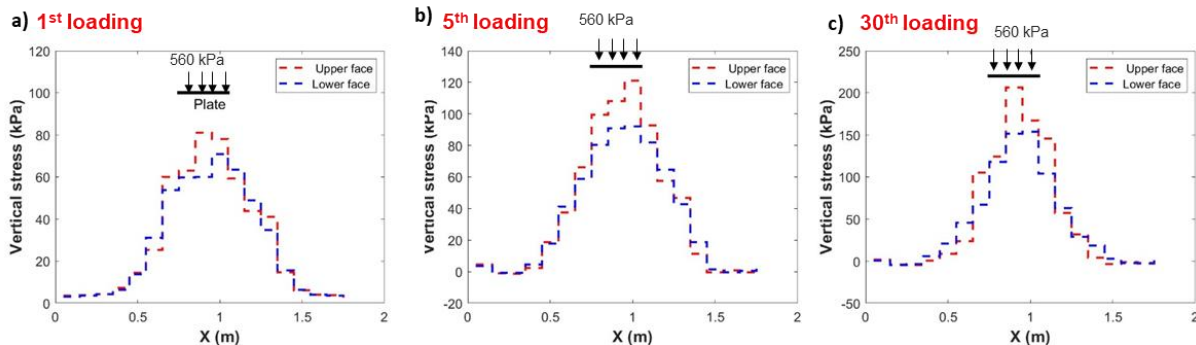 a) 1st loading
560 kPa
Plate
Upper face
Lower face
120
100
80
60
40
20
0
Vertical stress (kPa)
0
0.5
1
1.5
2
X (m)
b) 5th loading
560 kPa
Upper face
Lower face
140
120
100
80
60
40
20
0
-20
Vertical stress (kPa)
0
0.5
1
1.5
2
X (m)
c) 30th loading
560 kPa
Upper face
Lower face
250
200
150
100
50
0
-50
Vertical stress (kPa)
0
0.5
1
1.5
2
X (m)